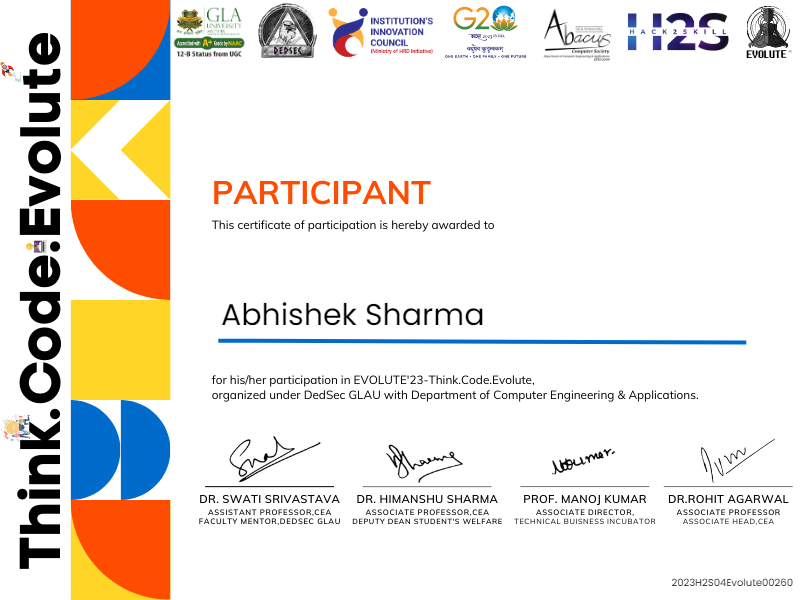 Think.Code.Evolute
GLA
UNIVERSITY
Accredited with A+ Grade by NAAC
12-B Status from UGC
DEDSEC
INSTITUTION'S
INNOVATION
COUNCIL
(Ministry of HRD Initiative)
G20
भारत 2023 INDIA
वसुधैव कुटुम्बकम्
ONE EARTH • ONE FAMILY • ONE FUTURE
ABACUS
Computer Society
H2S
HACK2SKILL
EVOLUTE
PARTICIPANT
This certificate of participation is hereby awarded to
Abhishek Sharma
for his/her participation in EVOLUTE'23-Think.Code.Evolute,
organized under DedSec GLAU with Department of Computer Engineering & Applications.
DR. SWATI SRIVASTAVA
ASSISTANT PROFESSOR,CEA
FACULTY MENTOR,DEDSEC GLAU
DR. HIMANSHU SHARMA
ASSOCIATE PROFESSOR,CEA
DEPUTY DEAN STUDENT'S WELFARE
PROF. MANOJ KUMAR
ASSOCIATE DIRECTOR,
TECHNICAL BUISNESS INCUBATOR
DR.ROHIT AGARWAL
ASSOCIATE PROFESSOR
ASSOCIATE HEAD,CEA
2023H2S04Evolute00260